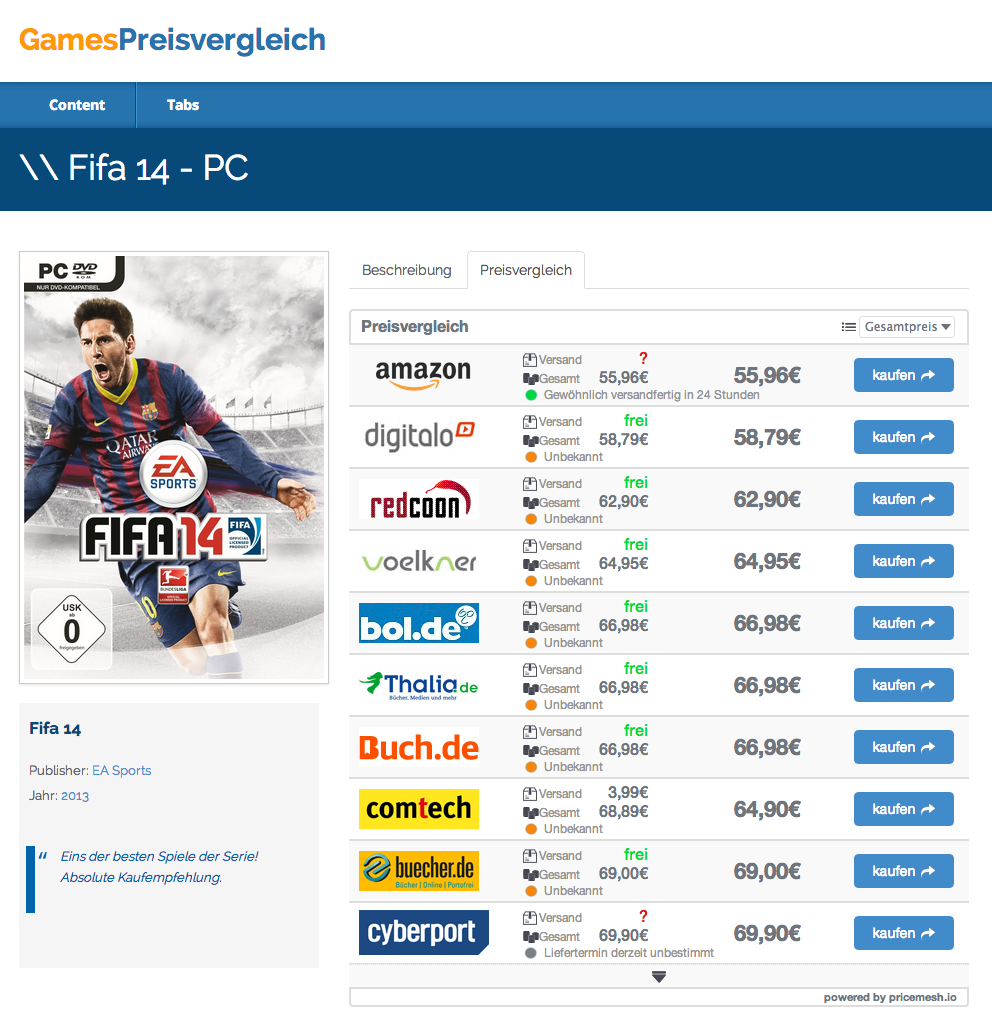 GamesPreisvergleich
Content Tabs
\\ Fifa 14 - PC
PC DVD ROM
NUR DVD-KOMPATIBEL
QATAR AIRWAYS
EA SPORTS
FIFA 14 FIFA OFFICIAL LICENSED PRODUCT
BUNDESLIGA
USK ab 0 freigegeben
Fifa 14
Publisher: EA Sports
Jahr: 2013
“ Eins der besten Spiele der Serie!
Absolute Kaufempfehlung.
Beschreibung Preisvergleich
Preisvergleich Gesamtpreis
amazon
Versand ?
Gesamt 55,96€ 55,96€ kaufen
Gewöhnlich versandfertig in 24 Stunden
digitalo
Versand frei
Gesamt 58,79€ 58,79€ kaufen
Unbekannt
redcoon
Versand frei
Gesamt 62,90€ 62,90€ kaufen
Unbekannt
voelkner
Versand frei
Gesamt 64,95€ 64,95€ kaufen
Unbekannt
bol.de
Versand frei
Gesamt 66,98€ 66,98€ kaufen
Unbekannt
Thalia.de
Bücher, Medien und mehr
Versand frei
Gesamt 66,98€ 66,98€ kaufen
Unbekannt
Buch.de
Versand frei
Gesamt 66,98€ 66,98€ kaufen
Unbekannt
comtech
Versand 3,99€
Gesamt 68,89€ 64,90€ kaufen
Unbekannt
buecher.de
Bücher | Online | Portofrei
Versand frei
Gesamt 69,00€ 69,00€ kaufen
Unbekannt
cyberport
Versand ?
Gesamt 69,90€ 69,90€ kaufen
Liefertermin derzeit unbestimmt
powered by pricemesh.io